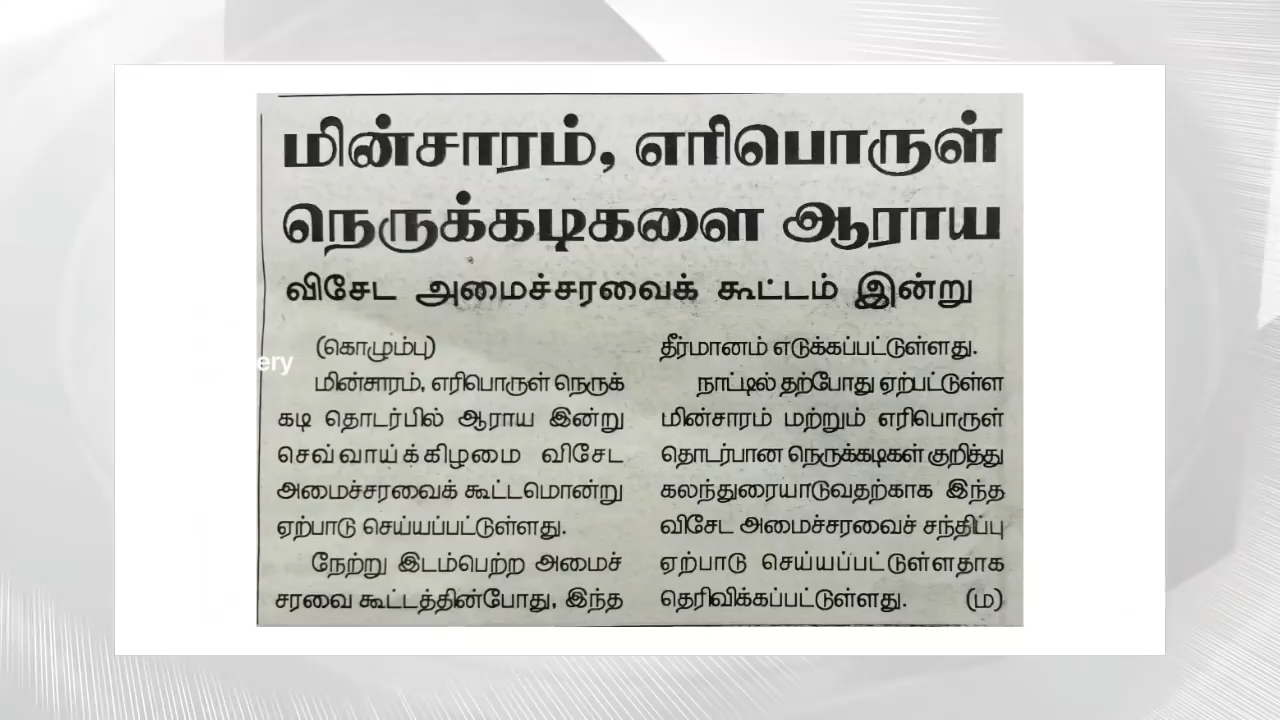 மின்சாரம், எரிபொருள்
நெருக்கடிகளை ஆராய
விசேட அமைச்சரவைக் கூட்டம் இன்று
(கொழும்பு)
மின்சாரம், எரிபொருள் நெருக்
கடி தொடர்பில் ஆராய இன்று
செவ்வாய்க்கிழமை விசேட
அமைச்சரவைக் கூட்டமொன்று
ஏற்பாடு செய்யப்பட்டுள்ளது.
நேற்று இடம்பெற்ற அமைச்
சரவை கூட்டத்தின்போது, இந்த
தீர்மானம் எடுக்கப்பட்டுள்ளது.
நாட்டில் தற்போது ஏற்பட்டுள்ள
மின்சாரம் மற்றும் எரிபொருள்
தொடர்பான நெருக்கடிகள் குறித்து
கலந்துரையாடுவதற்காக இந்த
விசேட அமைச்சரவைச் சந்திப்பு
ஏற்பாடு செய்யப்பட்டுள்ளதாக
தெரிவிக்கப்பட்டுள்ளது. (ம)
ery